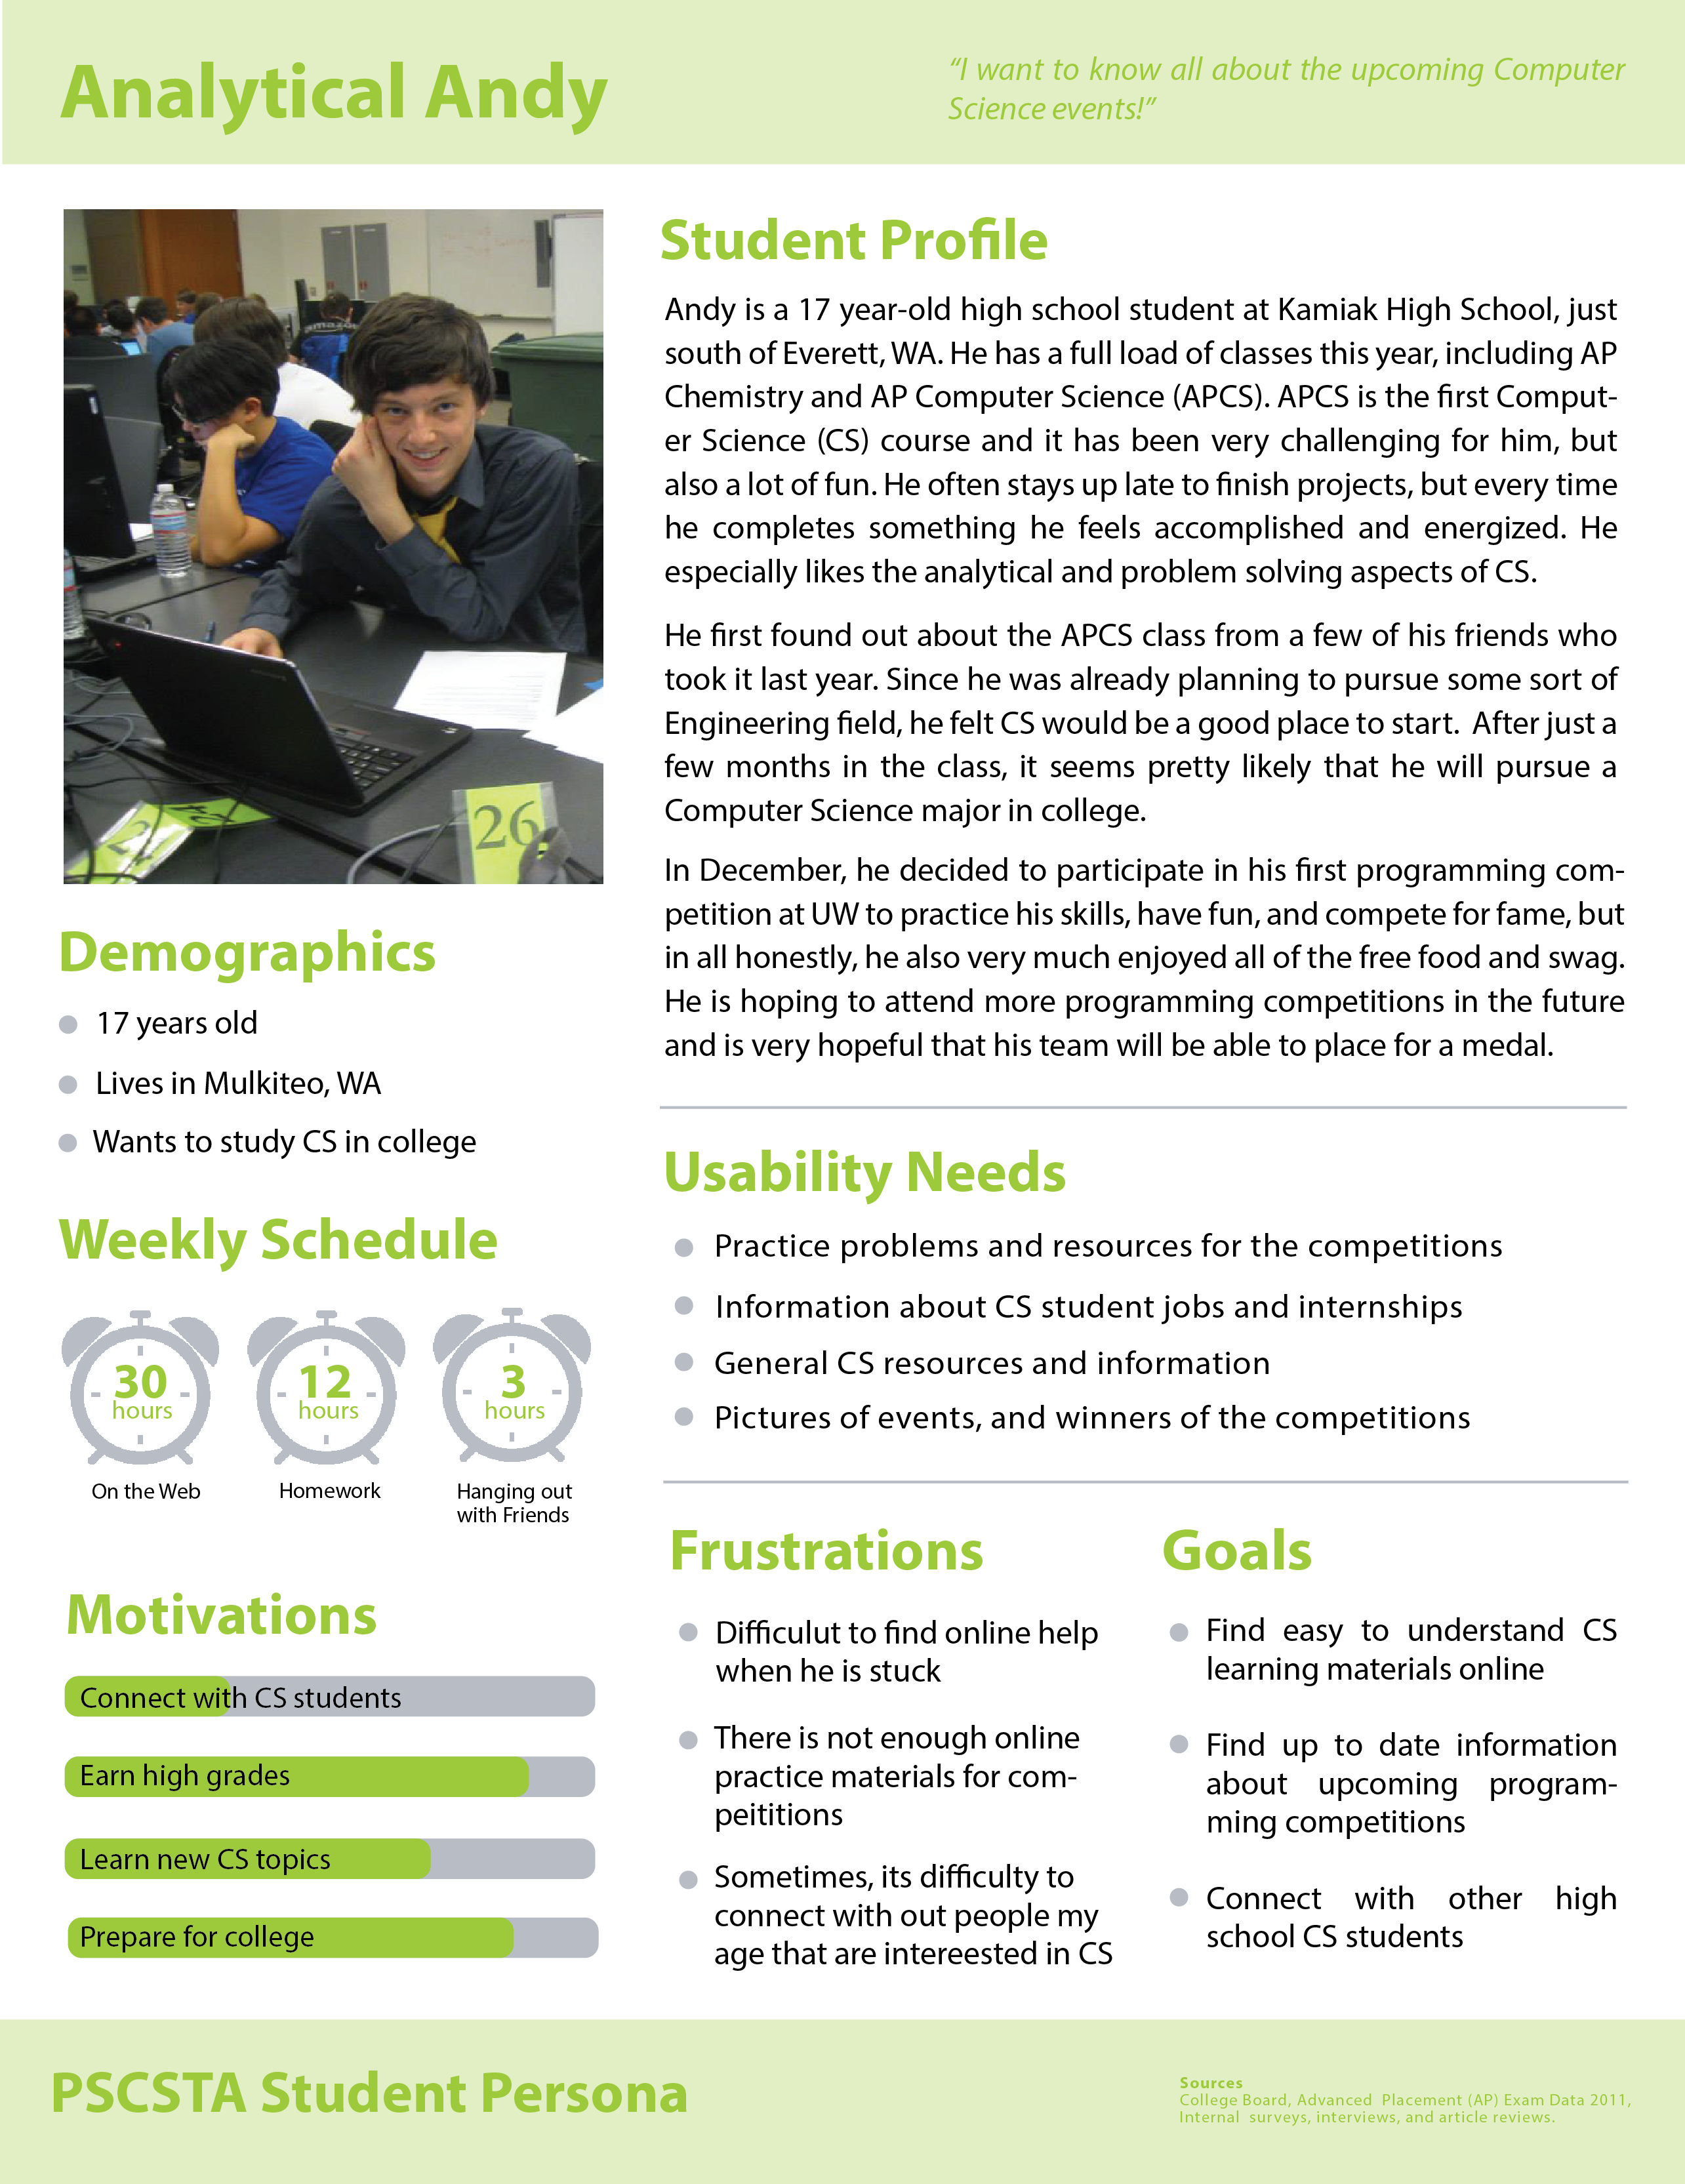 Analytical Andy
“I want to know all about the upcoming Computer
Science events!”
amazon
26
Student Profile
Andy is a 17 year-old high school student at Kamiak High School, just
south of Everett, WA. He has a full load of classes this year, including AP
Chemistry and AP Computer Science (APCS). APCS is the first Comput-
er Science (CS) course and it has been very challenging for him, but
also a lot of fun. He often stays up late to finish projects, but every time
he completes something he feels accomplished and energized. He
especially likes the analytical and problem solving aspects of CS.
He first found out about the APCS class from a few of his friends who
took it last year. Since he was already planning to pursue some sort of
Engineering field, he felt CS would be a good place to start. After just a
few months in the class, it seems pretty likely that he will pursue a
Computer Science major in college.
In December, he decided to participate in his first programming com-
petition at UW to practice his skills, have fun, and compete for fame, but
in all honestly, he also very much enjoyed all of the free food and swag.
He is hoping to attend more programming competitions in the future
and is very hopeful that his team will be able to place for a medal.
Demographics
17 years old
Lives in Mulkiteo, WA
Wants to study CS in college
Weekly Schedule
30
hours
On the Web
12
hours
Homework
3
hours
Hanging out
with Friends
Motivations
Connect with CS students
Earn high grades
Learn new CS topics
Prepare for college
Usability Needs
Practice problems and resources for the competitions
Information about CS student jobs and internships
General CS resources and information
Pictures of events, and winners of the competitions
Frustrations
Difficulut to find online help
when he is stuck
There is not enough online
practice materials for com-
peititions
Sometimes, its difficulty to
connect with out people my
age that are intereested in CS
Goals
Find easy to understand CS
learning materials online
Find up to date information
about upcoming program-
ming competitions
Connect with other high
school CS students
PSCSTA Student Persona
Sources
College Board, Advanced Placement (AP) Exam Data 2011,
Internal surveys, interviews, and article reviews.